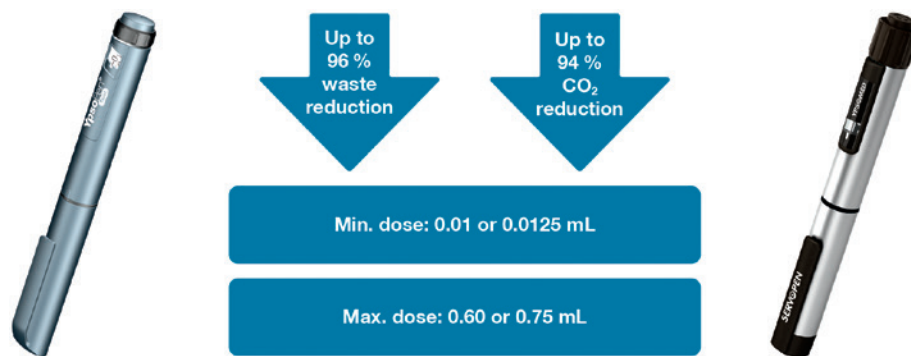 Up to
96 %
waste
reduction
Up to
94 %
CO₂
reduction
Min. dose: 0.01 or 0.0125 mL
Max. dose: 0.60 or 0.75 mL
YPSOMED
SERVOPEN